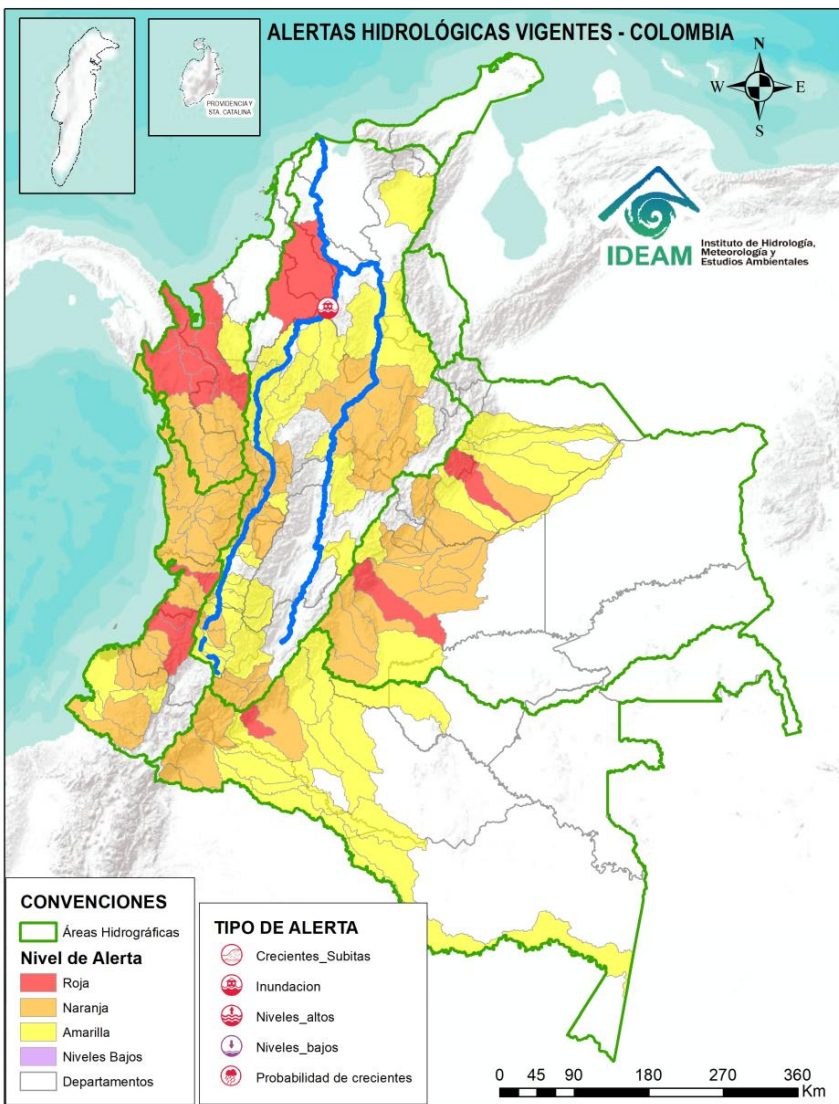 ALERTAS HIDROLÓGICAS VIGENTES - COLOMBIA
PROVIDENCIA Y
STA. CATALINA
N
W
E
S
IDEAM
Instituto de Hidrología,
Meteorología y
Estudios Ambientales
CONVENCIONES
Áreas Hidrográficas
Nivel de Alerta
Roja
Naranja
Amarilla
Niveles Bajos
Departamentos
TIPO DE ALERTA
Crecientes_Subitas
Inundacion
Niveles_altos
Niveles_bajos
Probabilidad de crecientes
0 45 90 180 270 360
Km